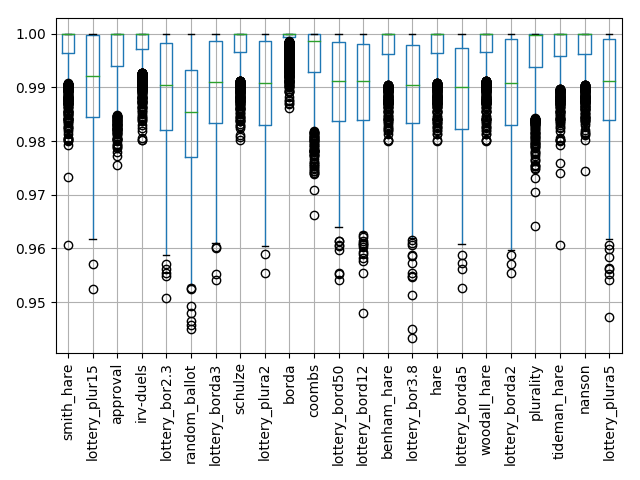 1.00
0.99
0.98
0.97
0.96
0.95
smith_hare
lottery_plur15
approval
irv-duels
lottery_bor2.3
random_ballot
lottery_borda3
schulze
lottery_plura2
borda
coombs
lottery_bord50
lottery_bord12
benham_hare
lottery_bor3.8
hare
lottery_borda5
woodall_hare
lottery_borda2
plurality
tideman_hare
nanson
lottery_plura5